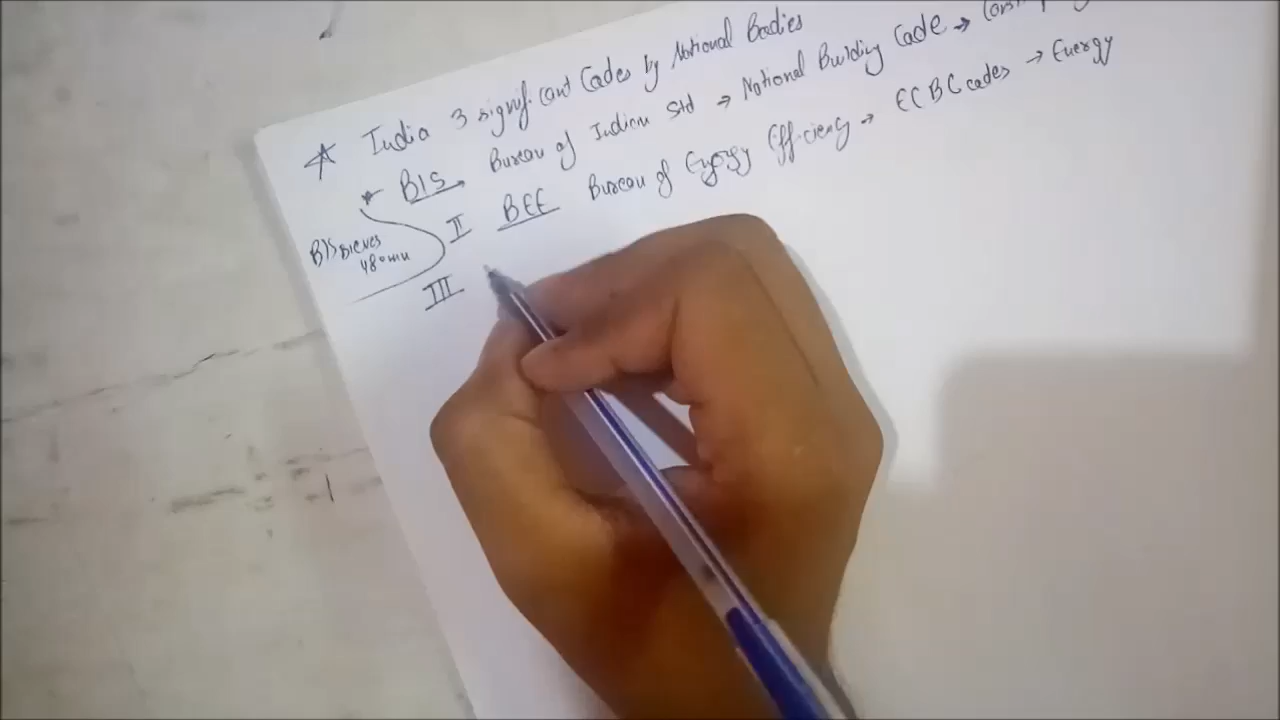 India 3 significant Codes by National Bodies
* BIS Bureau of Indian Std → National Building Code →
II BEE Bureau of Energy Efficiency → ECBC codes → Energy
BIS
480mu
III